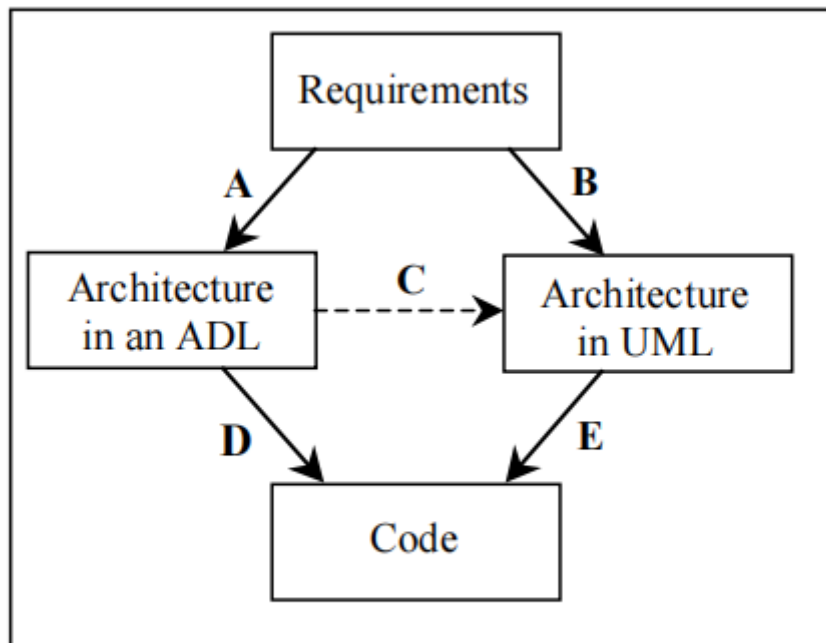 Requirements
A
B
Architecture
in an ADL
C
Architecture
in UML
D
E
Code